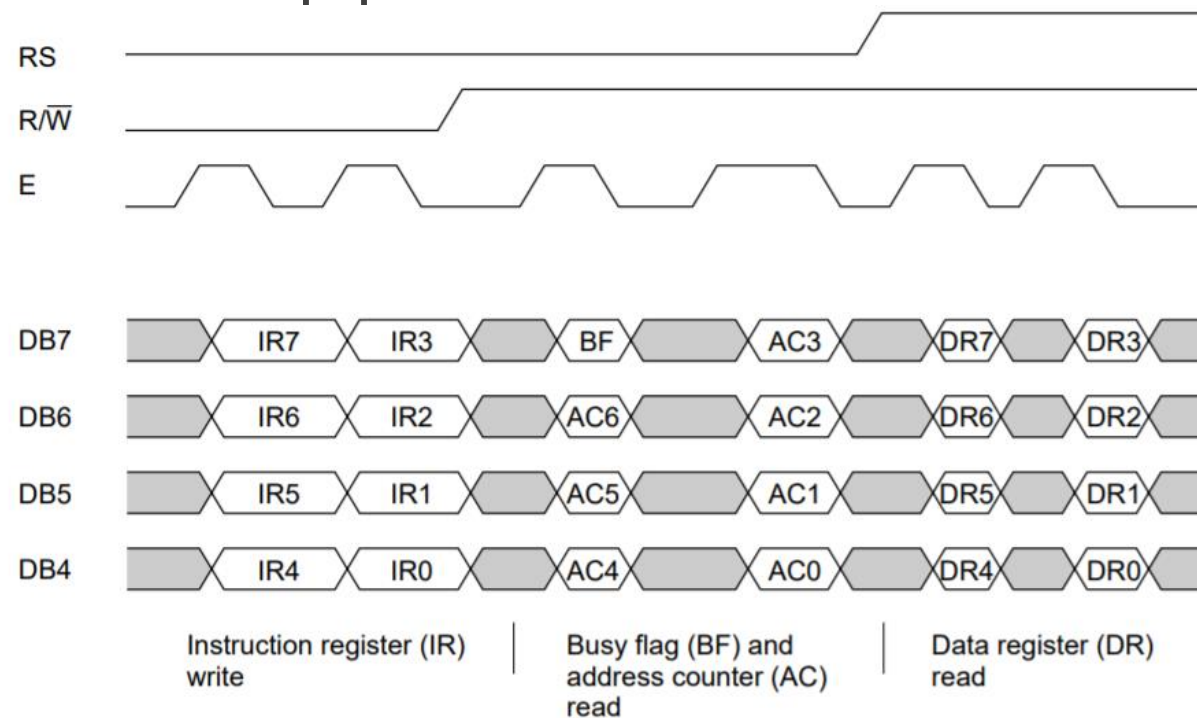 RS
R/W̅
E
DB7 IR7 IR3 BF AC3 DR7 DR3
DB6 IR6 IR2 AC6 AC2 DR6 DR2
DB5 IR5 IR1 AC5 AC1 DR5 DR1
DB4 IR4 IR0 AC4 AC0 DR4 DR0
Instruction register (IR)
write
Busy flag (BF) and
address counter (AC)
read
Data register (DR)
read